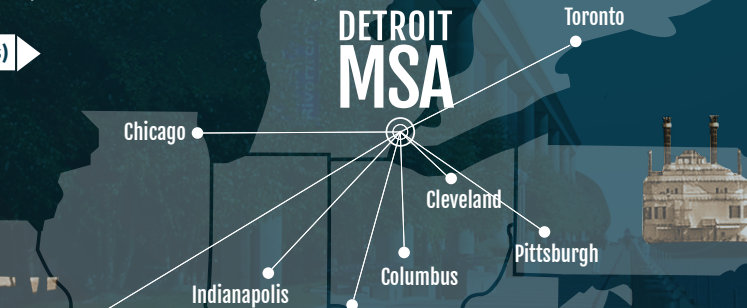 Toronto
DETROIT
MSA
Chicago
Cleveland
Pittsburgh
Columbus
Indianapolis